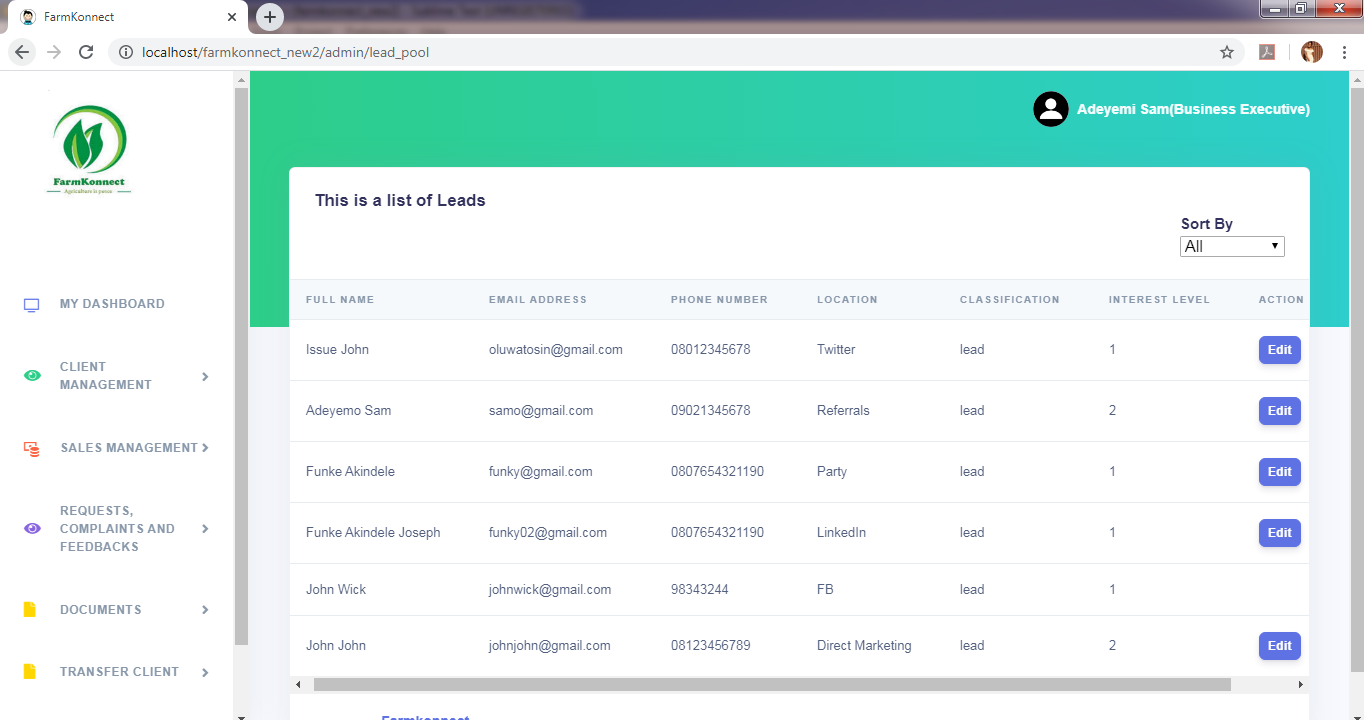 FarmKonnect
localhost/farmkonnect_new2/admin/lead_pool
FarmKonnect
Agriculture is power
Adeyemi Sam(Business Executive)
This is a list of Leads
Sort By
All
MY DASHBOARD
CLIENT
MANAGEMENT
SALES MANAGEMENT
REQUESTS,
COMPLAINTS AND
FEEDBACKS
DOCUMENTS
TRANSFER CLIENT
FULL NAME EMAIL ADDRESS PHONE NUMBER LOCATION CLASSIFICATION INTEREST LEVEL ACTION
Issue John oluwatosin@gmail.com 08012345678 Twitter lead 1 Edit
Adeyemo Sam samo@gmail.com 09021345678 Referrals lead 2 Edit
Funke Akindele funky@gmail.com 0807654321190 Party lead 1 Edit
Funke Akindele Joseph funky02@gmail.com 0807654321190 LinkedIn lead 1 Edit
John Wick johnwick@gmail.com 98343244 FB lead 1
John John johnjohn@gmail.com 08123456789 Direct Marketing lead 2 Edit
Farmkonnect